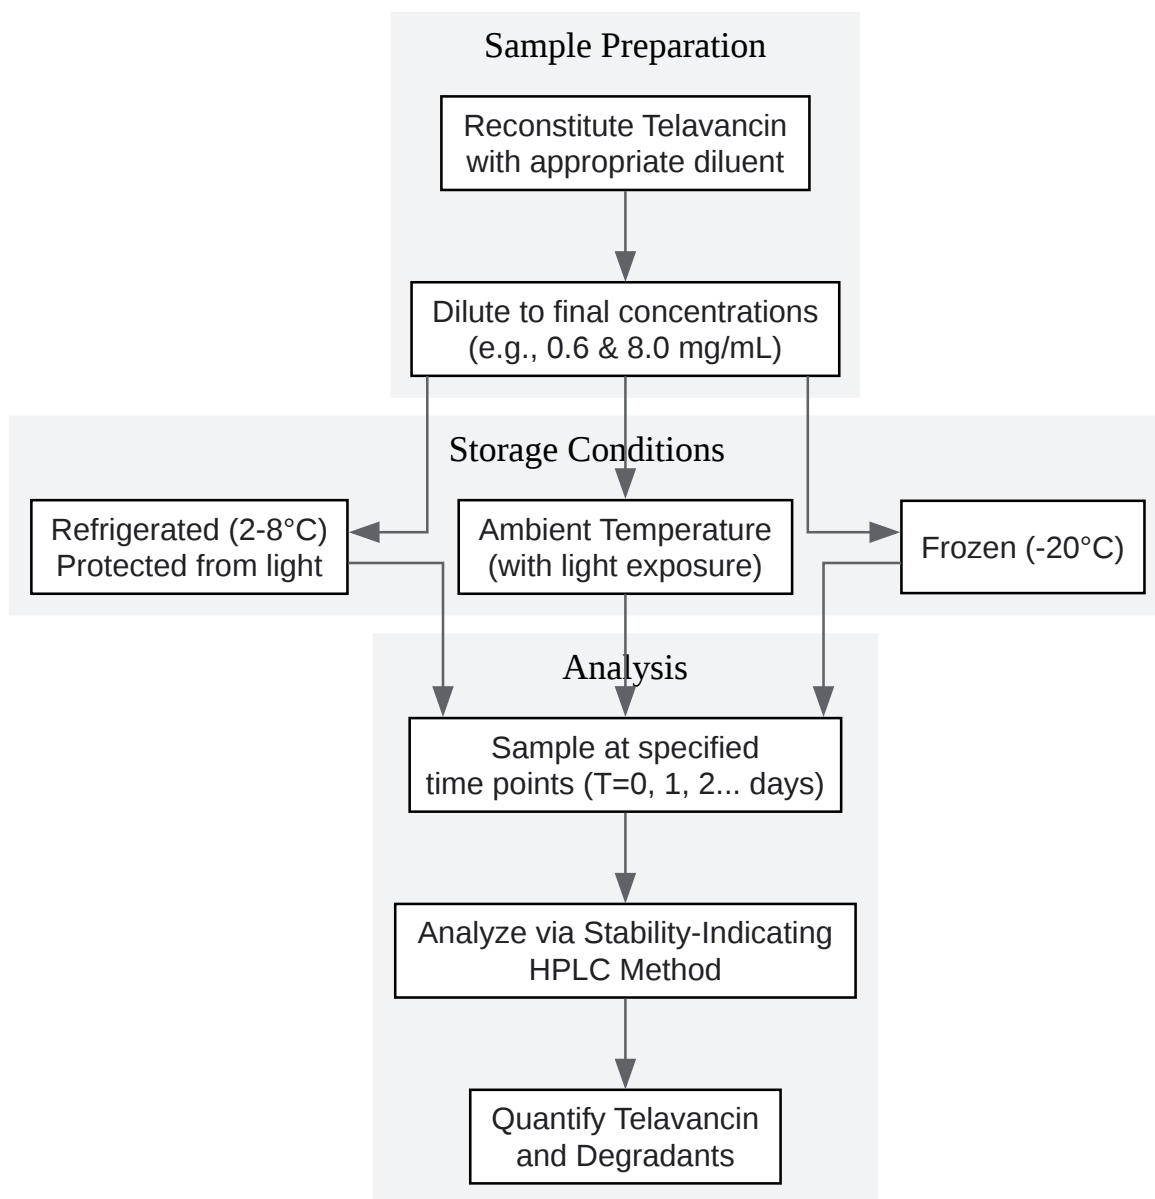 Sample Preparation
Reconstitute Telavancin
with appropriate diluent
Dilute to final concentrations
(e.g., 0.6 & 8.0 mg/mL)
Storage Conditions
Refrigerated (2-8°C)
Protected from light
Ambient Temperature
(with light exposure)
Frozen (-20°C)
Analysis
Sample at specified
time points (T=0, 1, 2... days)
Analyze via Stability-Indicating
HPLC Method
Quantify Telavancin
and Degradants